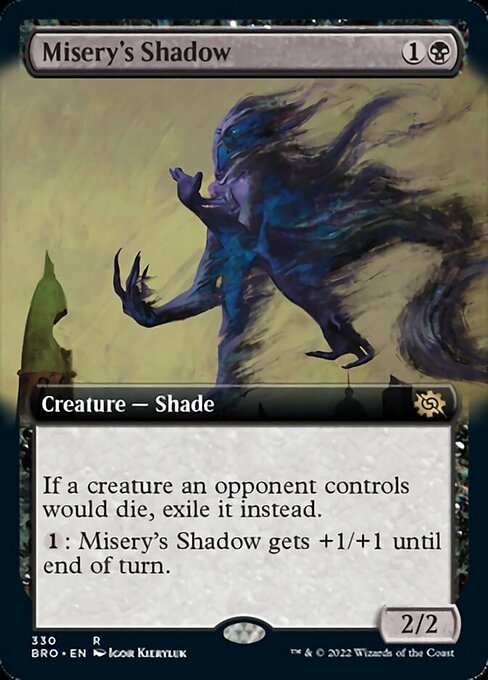 Misery's Shadow 1
Creature — Shade
If a creature an opponent controls
would die, exile it instead.
1 : Misery's Shadow gets +1/+1 until
end of turn.
2/2
330 R
BRO • EN Igor Kieryluk ™ & © 2022 Wizards of the Coast